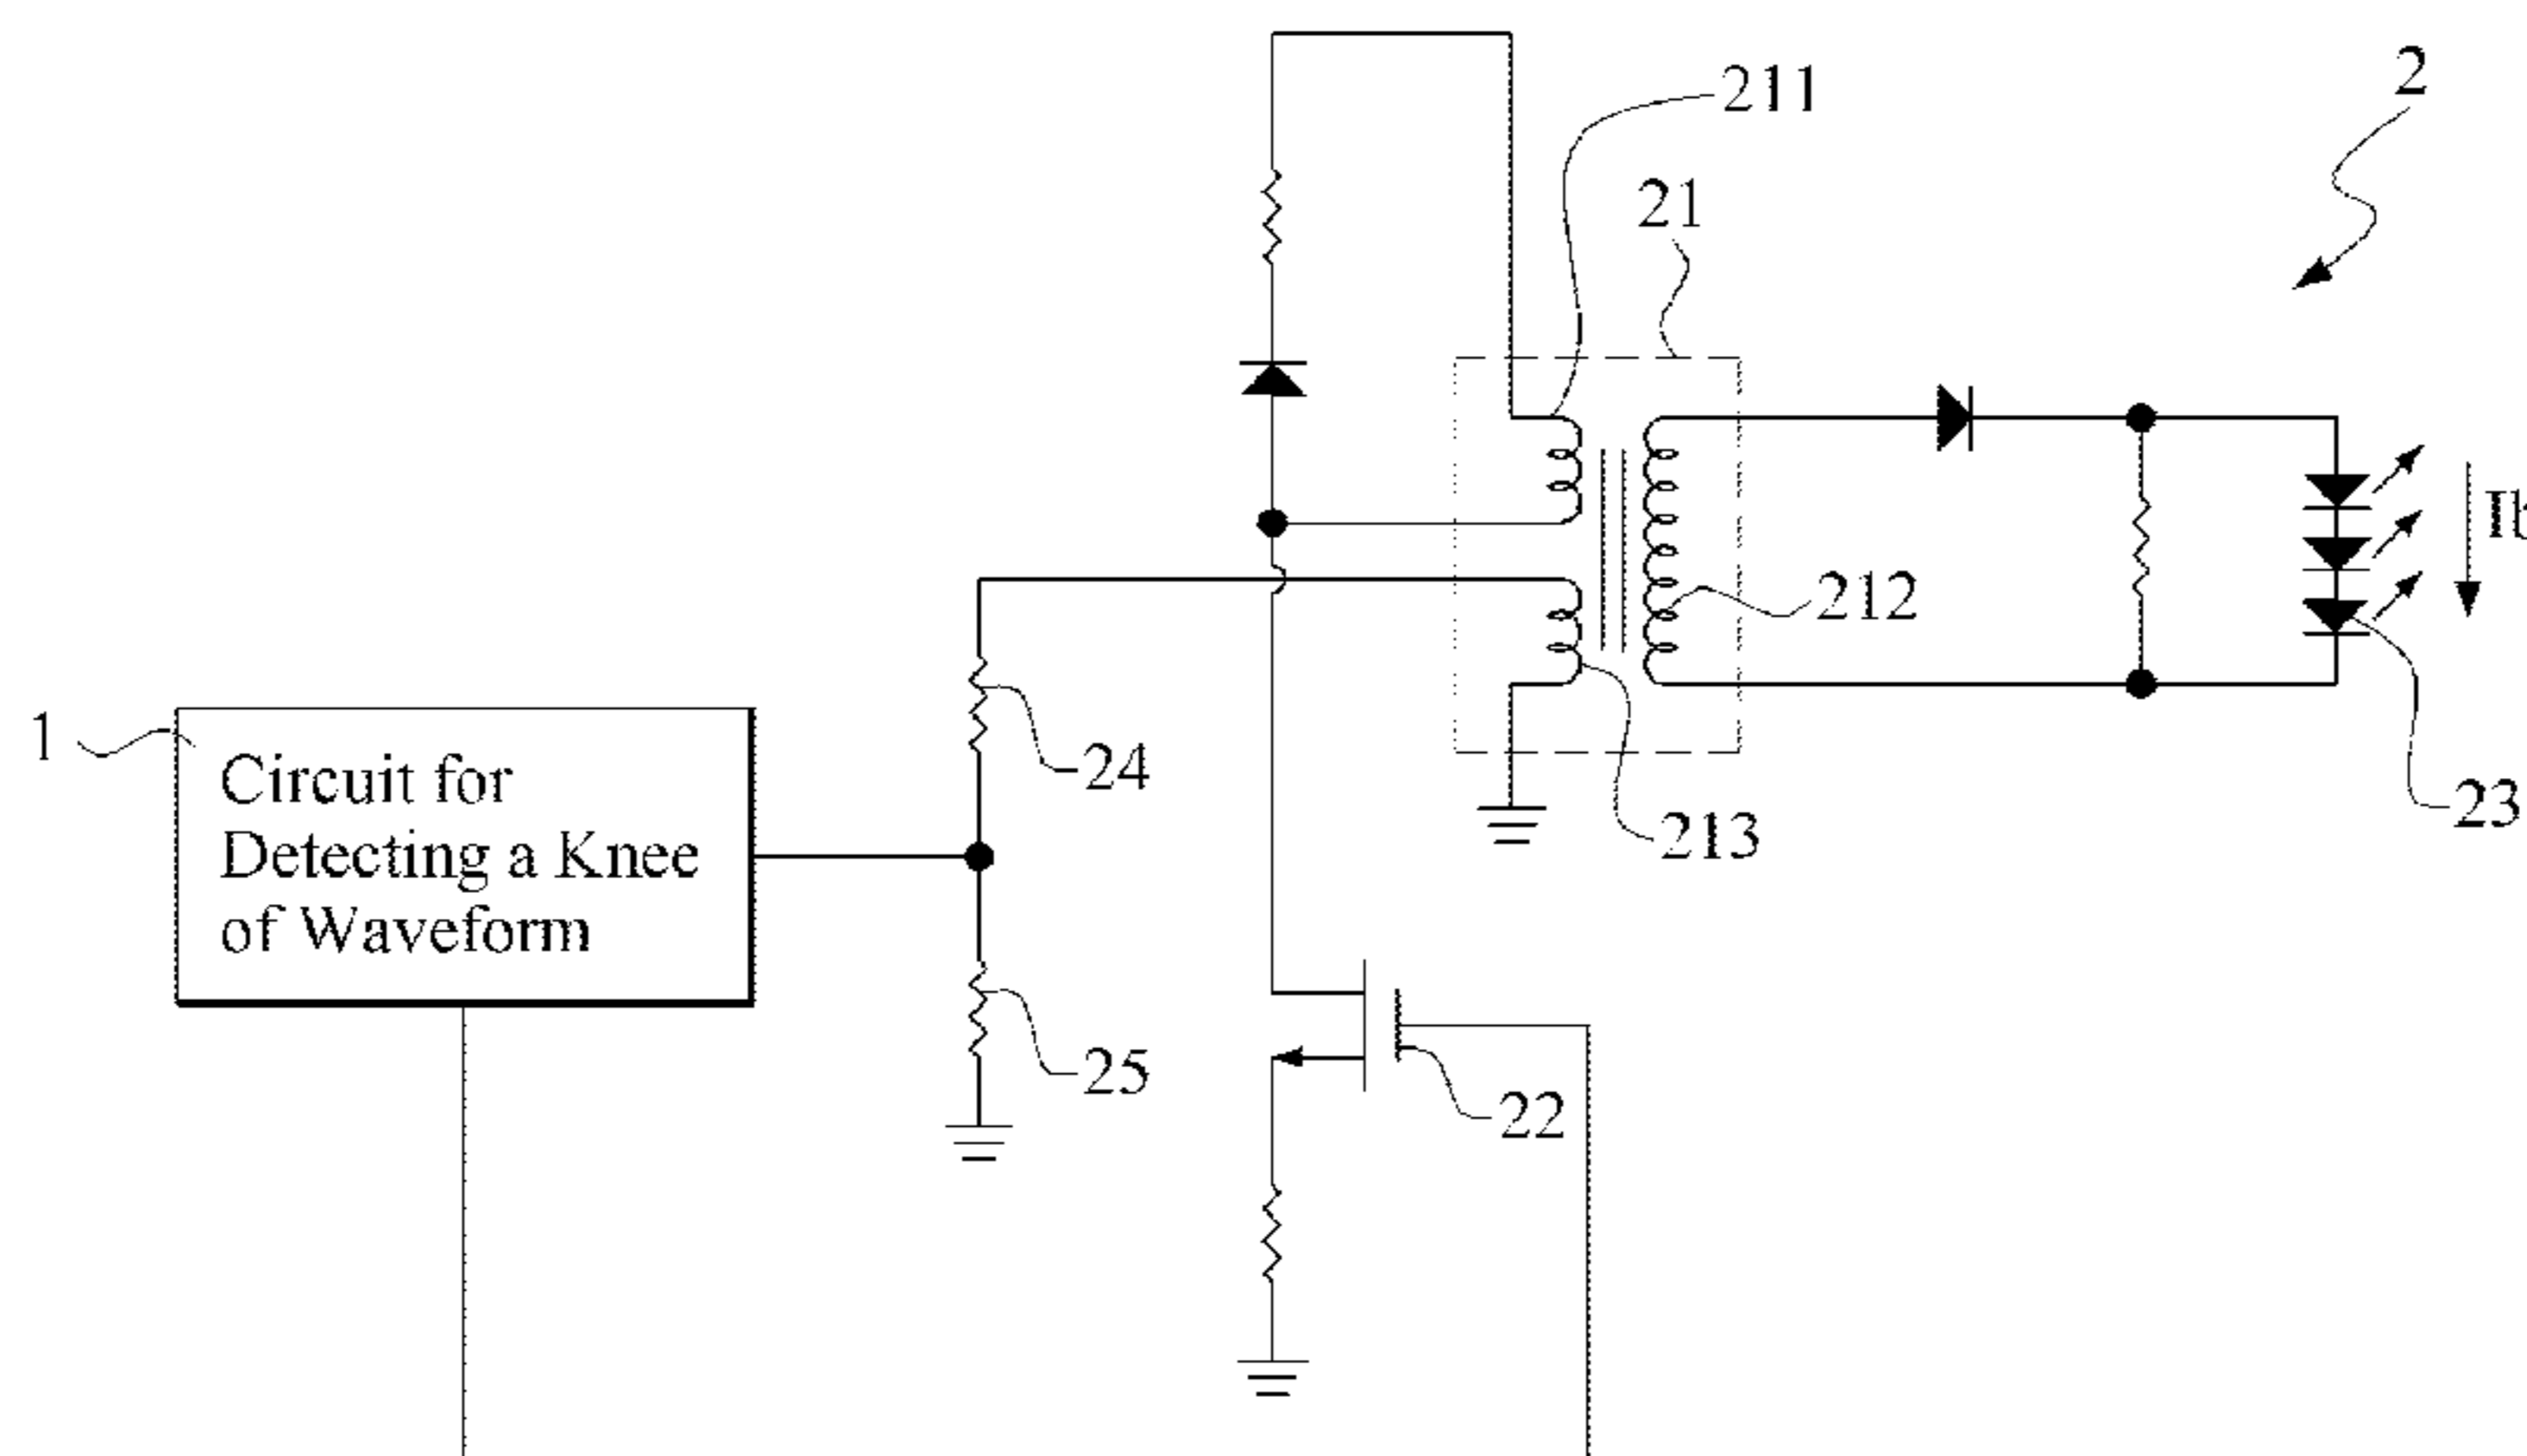 211
2
21
Ib
212
1
Circuit for
Detecting a Knee
of Waveform
24
213
23
25
22